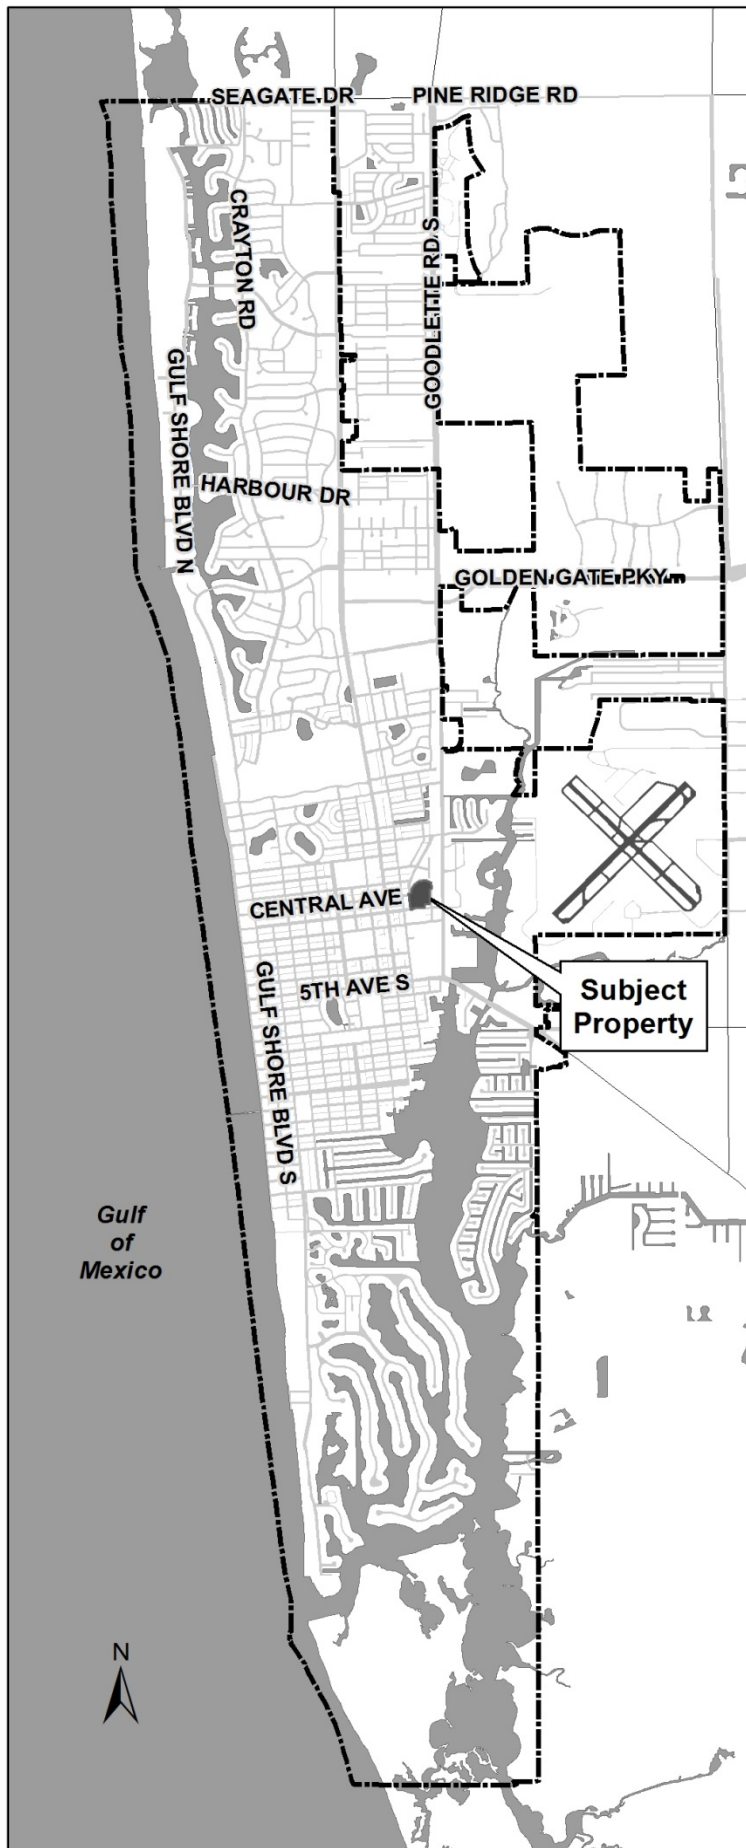 SEAGATE DR
PINE RIDGE RD
CRAYTON RD
GOODLETTE RD S
GULF SHORE BLVD N
HARBOUR DR
GOLDEN GATE PKY
CENTRAL AVE
5TH AVE S
Subject
Property
GULF SHORE BLVD S
Gulf
of
Mexico
N